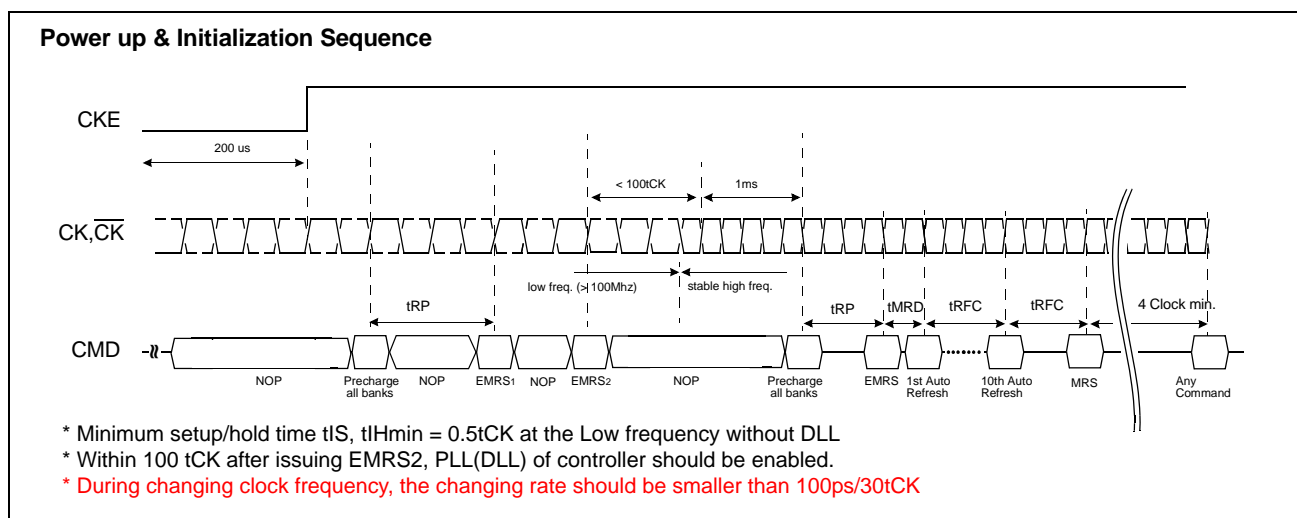 Power up & Initialization Sequence
CKE
200 us
< 100tCK
1ms
CK,CK
low freq. (> 100Mhz)
stable high freq.
tRP
tRP
tMRD
tRFC
tRFC
4 Clock min.
CMD
NOP
Precharge
all banks
NOP
EMRS1
NOP
EMRS2
NOP
Precharge
all banks
EMRS
1st Auto
Refresh
10th Auto
Refresh
MRS
Any
Command
* Minimum setup/hold time tIS, tIHmin = 0.5tCK at the Low frequency without DLL
* Within 100 tCK after issuing EMRS2, PLL(DLL) of controller should be enabled.
* During changing clock frequency, the changing rate should be smaller than 100ps/30tCK